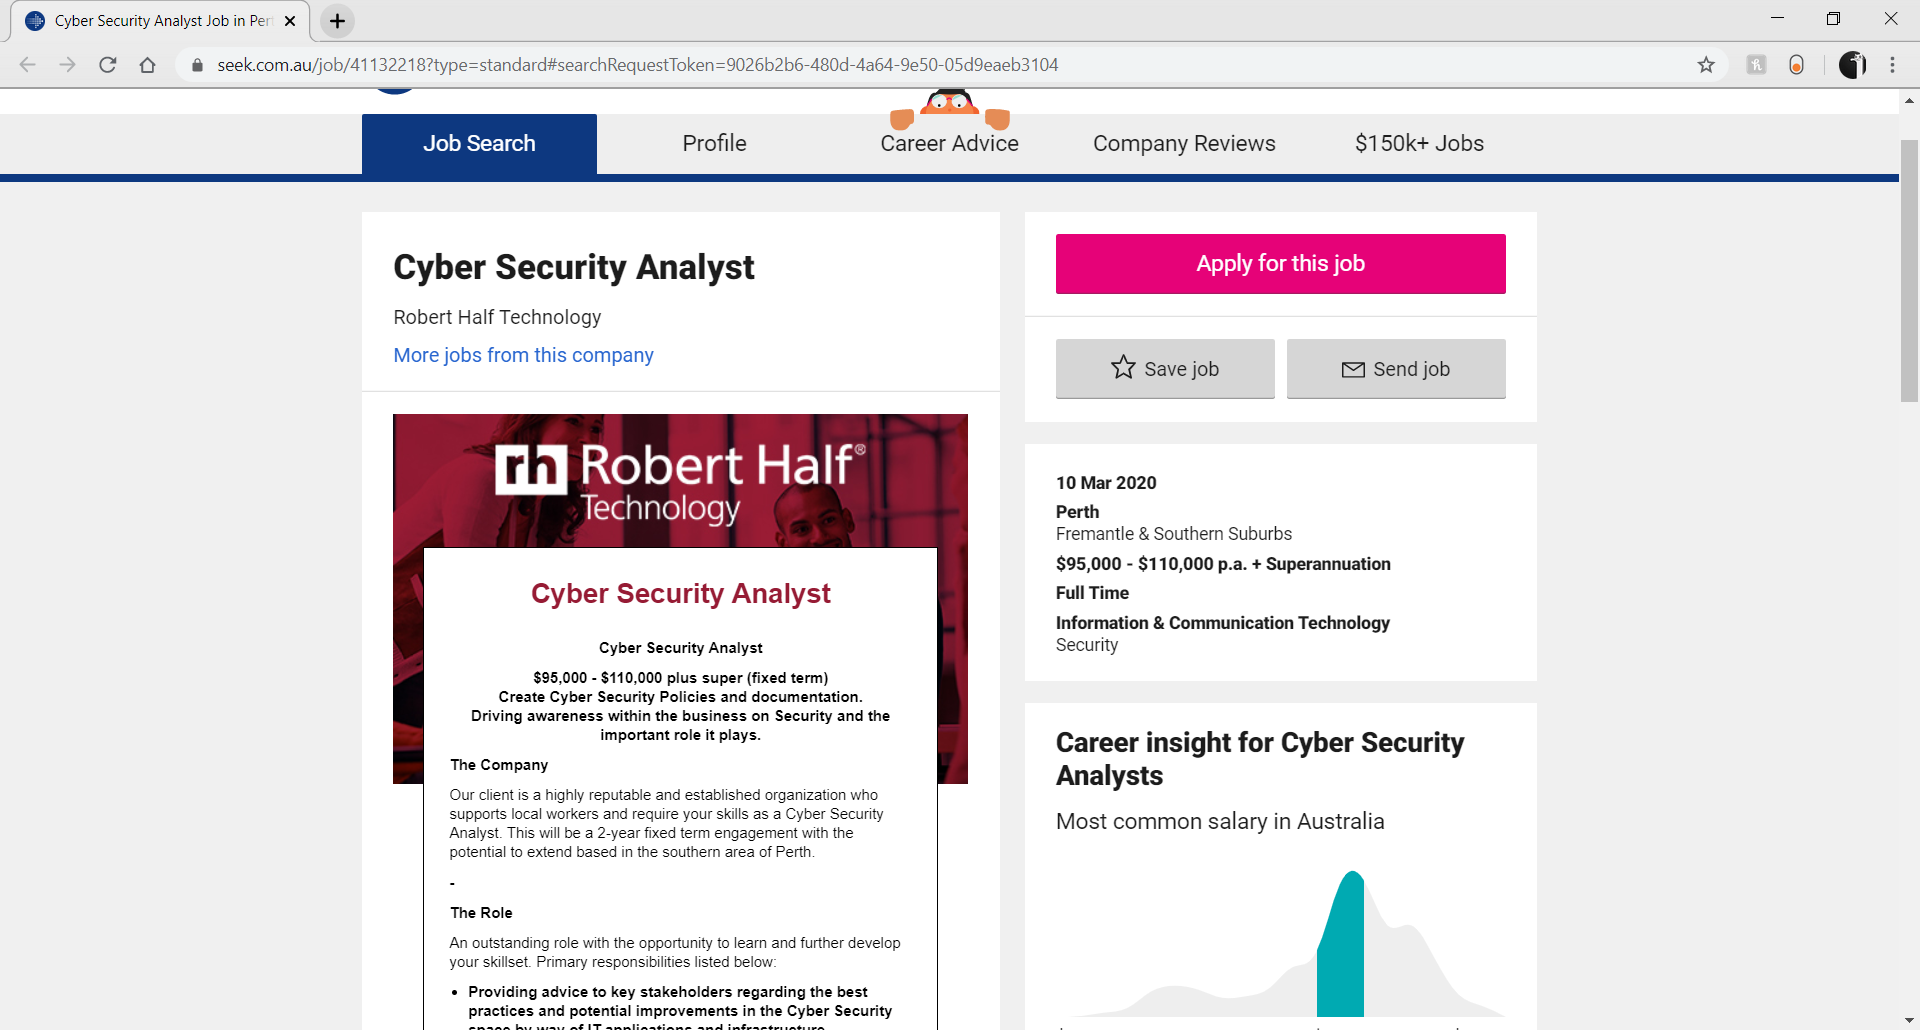 Cyber Security Analyst Job in Per
seek.com.au/job/41132218?type=standard#searchRequestToken=9026b2b6-480d-4a64-9e50-05d9eaeb3104
Job Search
Profile
Career Advice
Company Reviews
$150k+ Jobs
Cyber Security Analyst
Robert Half Technology
More jobs from this company
rh Robert Half®
Technology
Cyber Security Analyst
Cyber Security Analyst
$95,000 - $110,000 plus super (fixed term)
Create Cyber Security Policies and documentation.
Driving awareness within the business on Security and the
important role it plays.
The Company
Our client is a highly reputable and established organization who
supports local workers and require your skills as a Cyber Security
Analyst. This will be a 2-year fixed term engagement with the
potential to extend based in the southern area of Perth.
-
The Role
An outstanding role with the opportunity to learn and further develop
your skillset. Primary responsibilities listed below:
• Providing advice to key stakeholders regarding the best
practices and potential improvements in the Cyber Security
space by way of IT applications and infrastructure
Apply for this job
Save job
Send job
10 Mar 2020
Perth
Fremantle & Southern Suburbs
$95,000 - $110,000 p.a. + Superannuation
Full Time
Information & Communication Technology
Security
Career insight for Cyber Security
Analysts
Most common salary in Australia